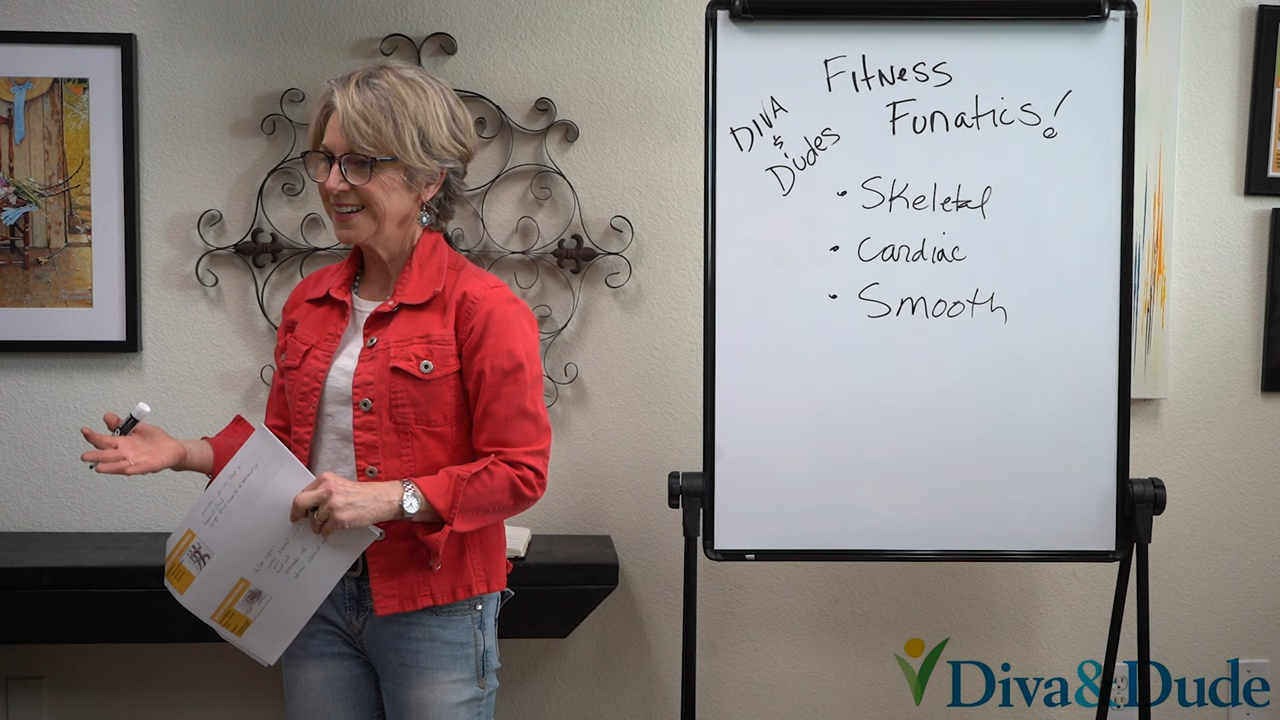 Fitness
Funatics!
DIVA
&
Dudes
• Skeletal
• Cardiac
• Smooth
Diva&Dude